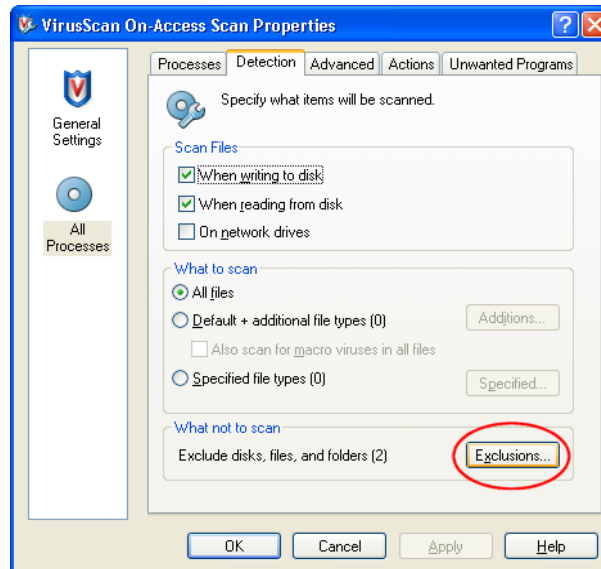 VirusScan On-Access Scan Properties
General
Settings
All
Processes
Processes Detection Advanced Actions Unwanted Programs
Specify what items will be scanned.
Scan Files
When writing to disk
When reading from disk
On network drives
What to scan
All files
Default + additional file types (0)
Additions...
Also scan for macro viruses in all files
Specified file types (0)
Specified...
What not to scan
Exclude disks, files, and folders (2)
Exclusions...
OK Cancel Apply Help